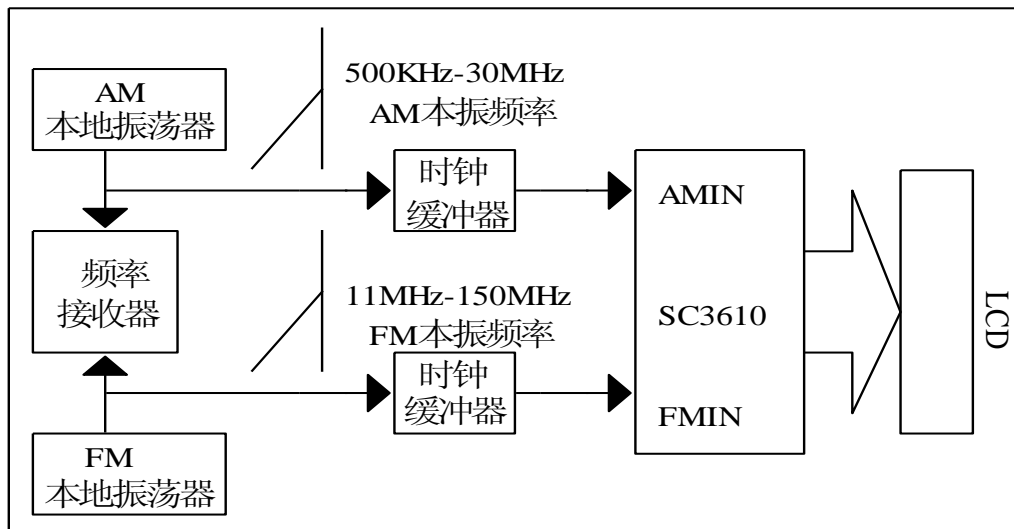 AM
本地振荡器
500KHz-30MHz
AM本振频率
时钟
缓冲器
AMIN
频率
接收器
11MHz-150MHz
FM本振频率
SC3610
LCD
时钟
缓冲器
FMIN
FM
本地振荡器